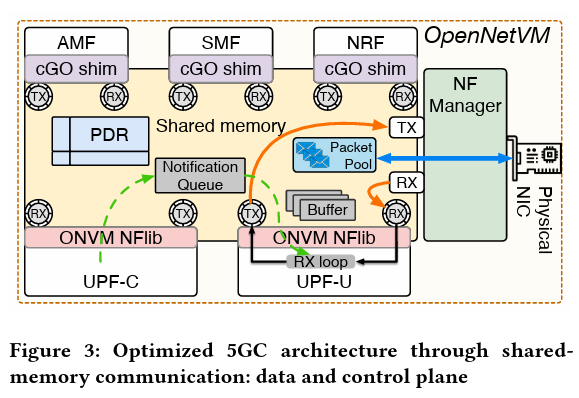 OpenNetVM
AMF
SMF
NRF
cGO shim
cGO shim
cGO shim
TX
RX
TX
RX
TX
RX
NF
Manager
PDR
Shared memory
TX
Packet
Pool
Notification
Queue
RX
Buffer
Physical
NIC
RX
TX
TX
RX
ONVM NFlib
ONVM NFlib
RX loop
UPF-C
UPF-U
Figure 3: Optimized 5GC architecture through shared-
memory communication: data and control plane